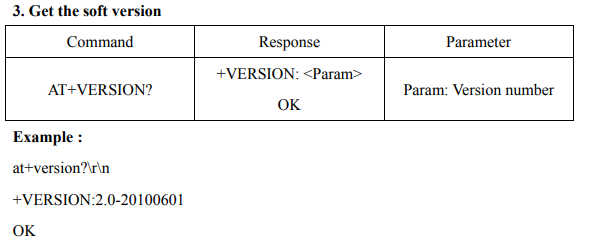 3. Get the soft version
Command Response Parameter
AT+VERSION? +VERSION: <Param> Param: Version number
OK
Example :
at+version?\r\n
+VERSION:2.0-20100601
OK